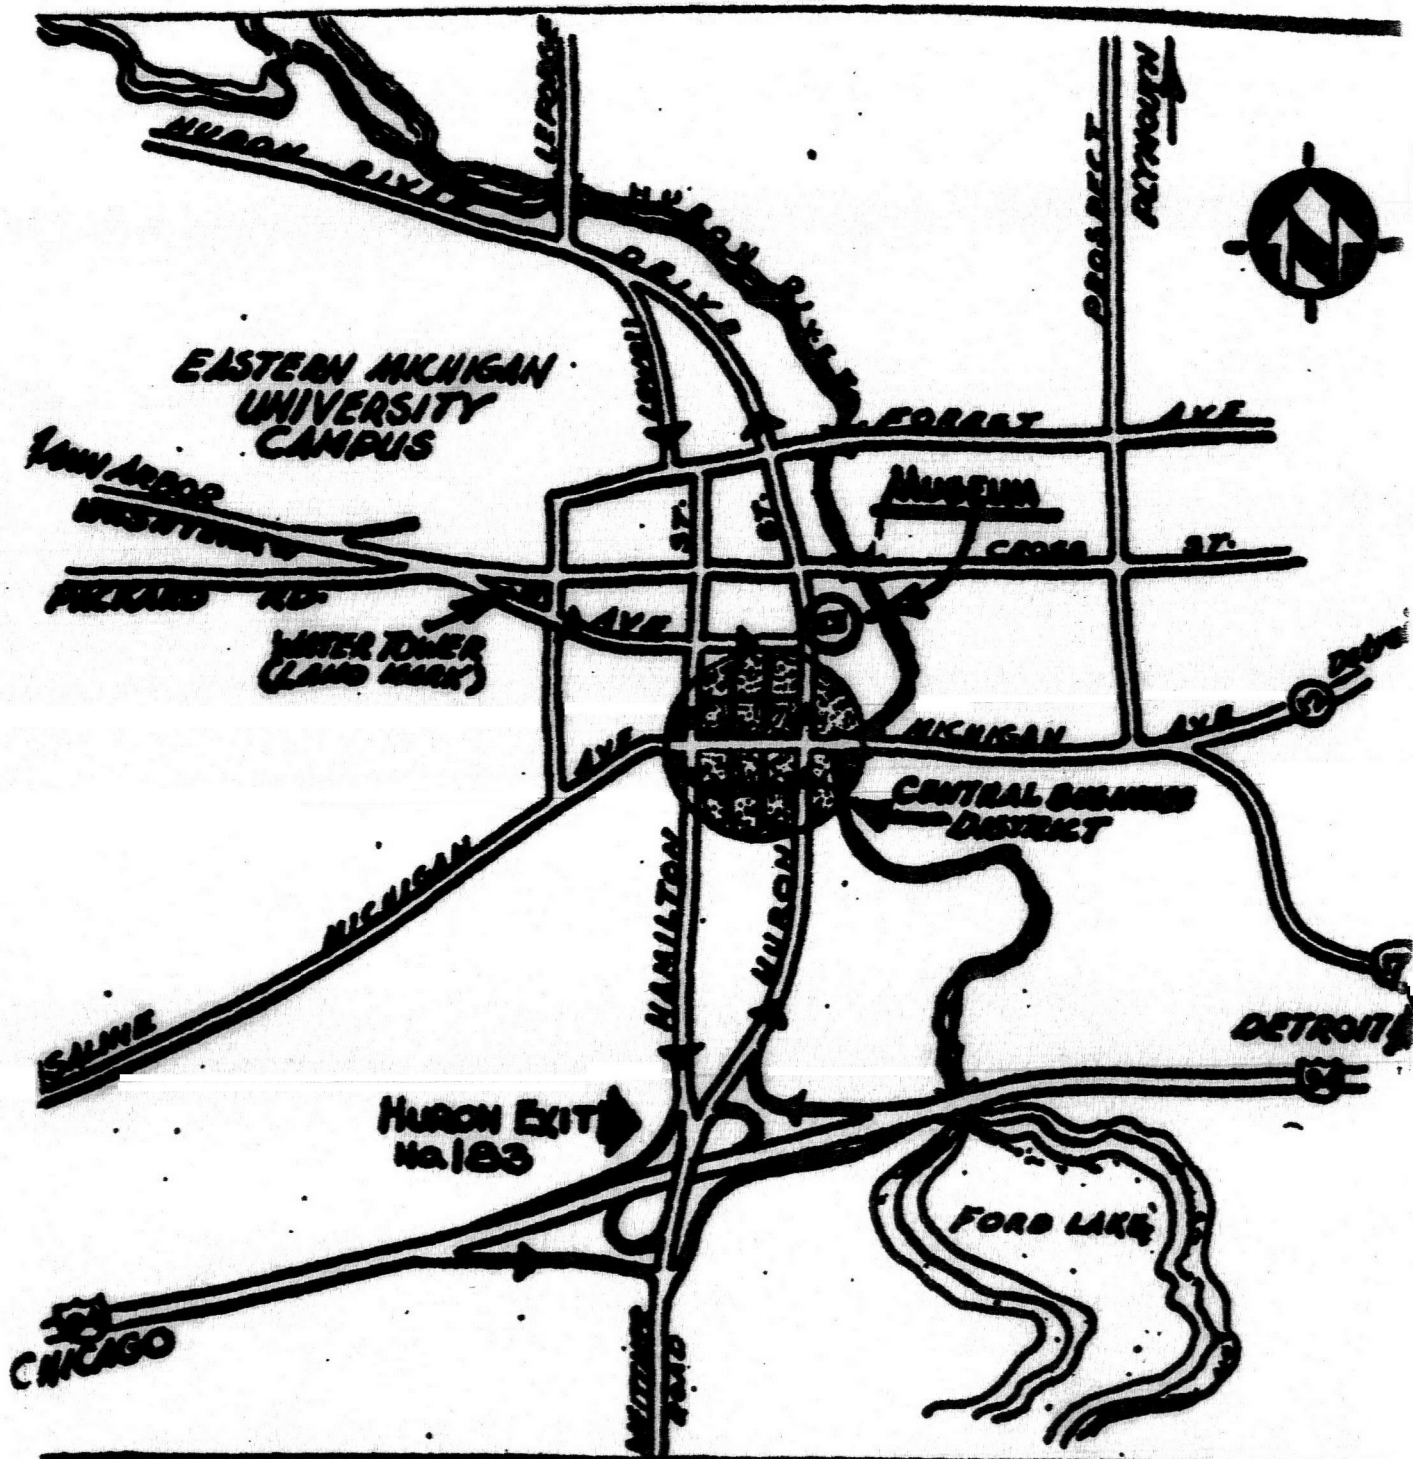 LEFORGE
PLYMOUTH
PROSPECT
HURON RIVER
DRIVE
HURON RIVER
N
LOWELL
EASTERN MICHIGAN
UNIVERSITY
CAMPUS
FORREST AVE
ANN ARBOR
MUSEUM
ST.
ST.
CROSS ST.
PACKARD RD.
AVE
WATER TOWER
(LAND MARK)
MICHIGAN AVE
AVE
CENTRAL BUSINESS
DISTRICT
MICHIGAN
HAMILTON
HURON
SALINE
DETROIT
HURON EXIT
No.183
FORD LAKE
CHICAGO
ROAD